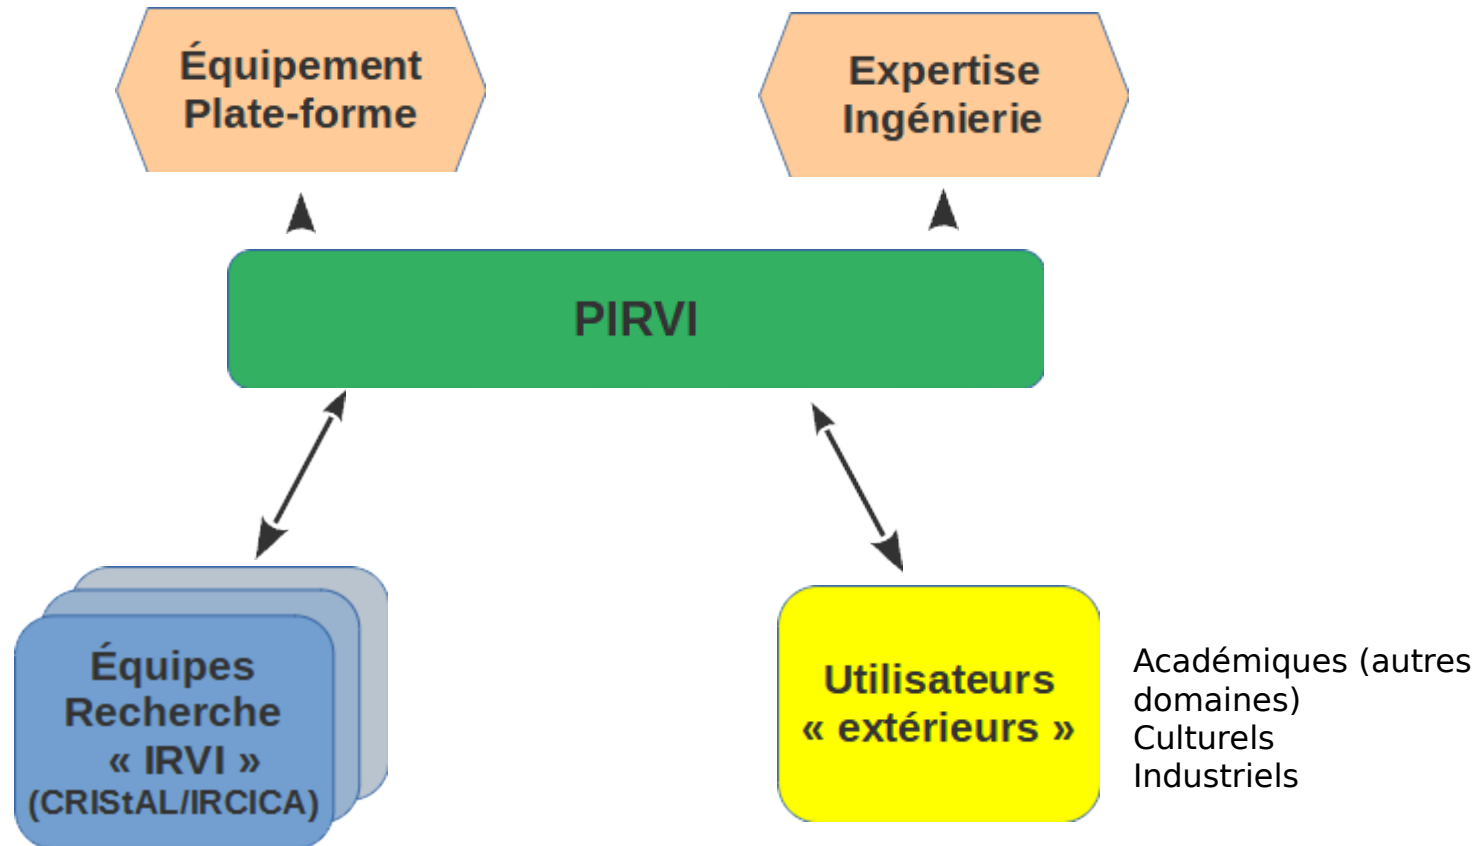 Équipement
Plate-forme
Expertise
Ingénierie
PIRVI
Équipes
Recherche
« IRVI »
(CRIStAL/IRCICA)
Utilisateurs
« extérieurs »
Académiques (autres
domaines)
Culturels
Industriels